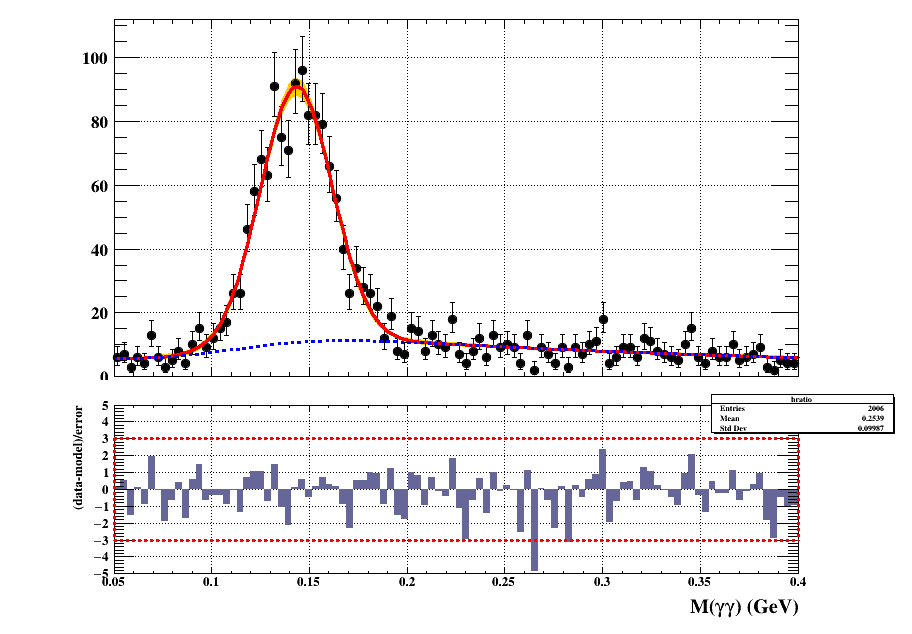 100
80
60
40
20
0
hratio
Entries 2006
Mean 0.2539
Std Dev 0.09987
(data-model)/error
5
4
3
2
1
0
−1
−2
−3
−4
−5
0.05 0.1 0.15 0.2 0.25 0.3 0.35 0.4
M(γγ) (GeV)